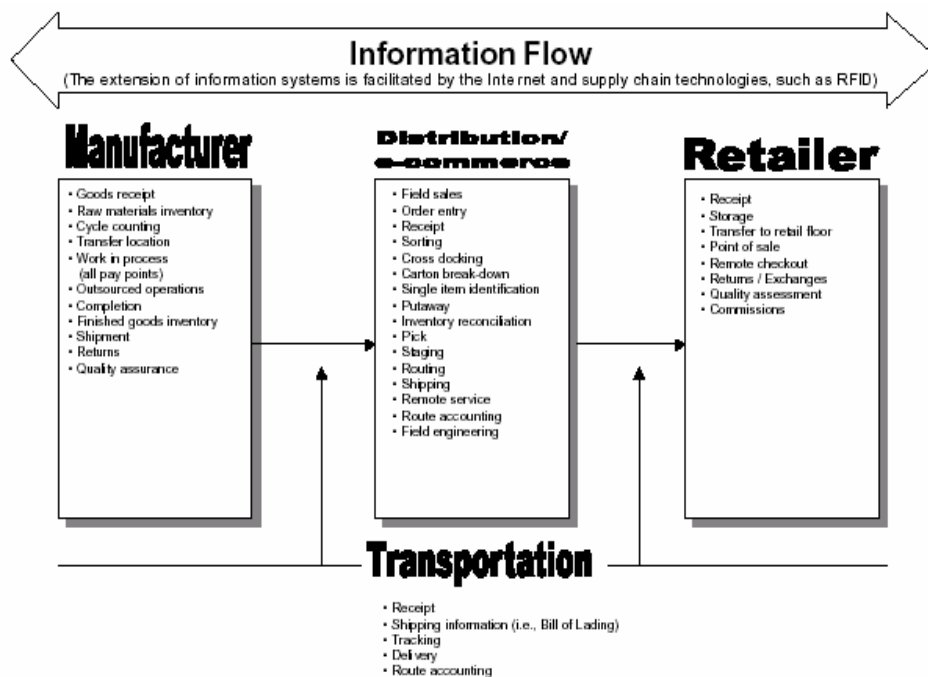 Information Flow
(The extension of information systems is facilitated by the Internet and supply chain technologies, such as RFID)
Manufacturer
• Goods receipt
• Raw materials inventory
• Cycle counting
• Transfer location
• Work in process
(all pay points)
• Outsourced operations
• Completion
• Finished goods inventory
• Shipment
• Returns
• Quality assurance
Distribution/
e-commerce
• Field sales
• Order entry
• Receipt
• Sorting
• Cross docking
• Carton break-down
• Single item identification
• Putaway
• Inventory reconciliation
• Pick
• Staging
• Routing
• Shipping
• Remote service
• Route accounting
• Field engineering
Retailer
• Receipt
• Storage
• Transfer to retail floor
• Point of sale
• Remote checkout
• Returns / Exchanges
• Quality assessment
• Commissions
Transportation
• Receipt
• Shipping information (i.e., Bill of Lading)
• Tracking
• Delivery
• Route accounting